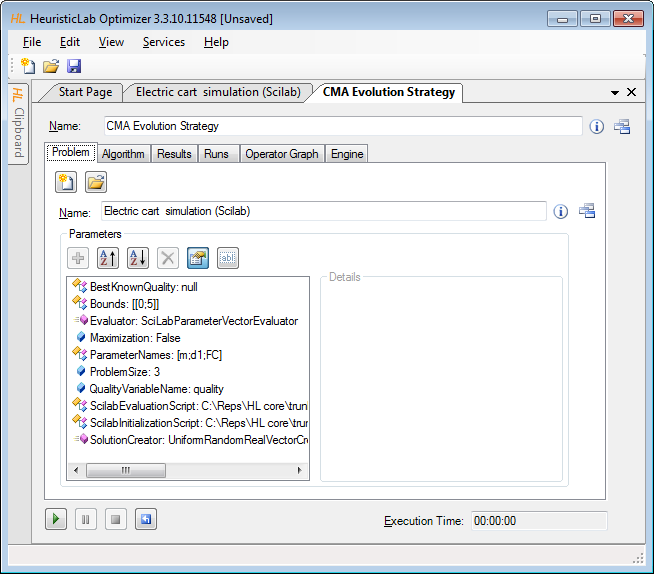 HL HeuristicLab Optimizer 3.3.10.11548 [Unsaved]
File Edit View Services Help
HL Clipboard
Start Page Electric cart simulation (Scilab) CMA Evolution Strategy
Name: CMA Evolution Strategy
Problem Algorithm Results Runs Operator Graph Engine
Name: Electric cart simulation (Scilab)
Parameters
Details
BestKnownQuality: null
Bounds: [[0;5]]
Evaluator: SciLabParameterVectorEvaluator
Maximization: False
ParameterNames: [m;d1;FC]
ProblemSize: 3
QualityVariableName: quality
ScilabEvaluationScript: C:\Reps\HL core\trun
ScilabInitializationScript: C:\Reps\HL core\trunk
SolutionCreator: UniformRandomRealVectorCre
Execution Time: 00:00:00